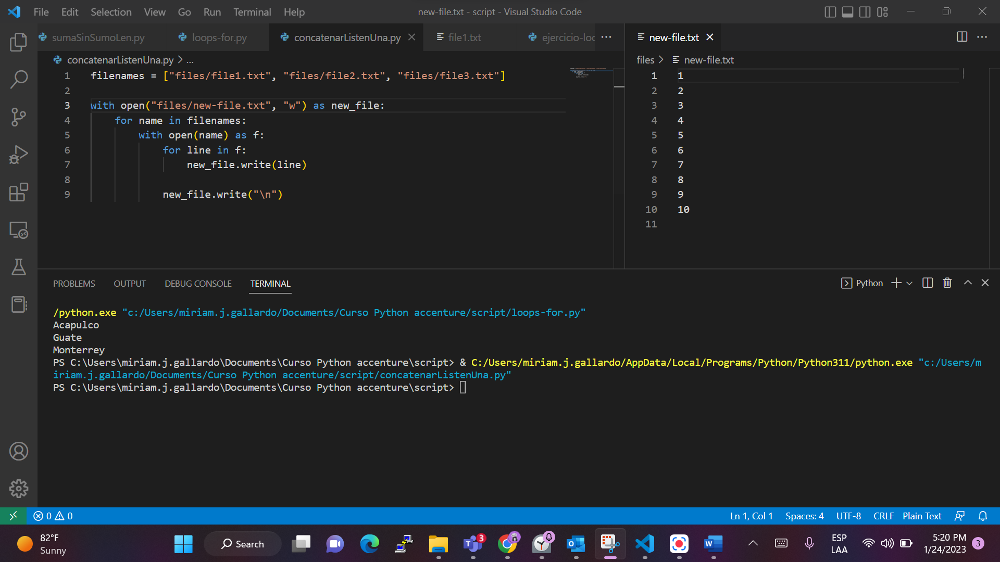 File Edit Selection View Go Run Terminal Help
new-file.txt - script - Visual Studio Code
sumaSinSumoLen.py
loops-for.py
concatenarListenUna.py
file1.txt
ejercicio-loo
new-file.txt
concatenarListenUna.py > ...
1 filenames = ["files/file1.txt", "files/file2.txt", "files/file3.txt"]
2
3 with open("files/new-file.txt", "w") as new_file:
4 for name in filenames:
5 with open(name) as f:
6 for line in f:
7 new_file.write(line)
8
9 new_file.write("\n")
files > new-file.txt
1 1
2 2
3 3
4 4
5 5
6 6
7 7
8 8
9 9
10 10
11
PROBLEMS OUTPUT DEBUG CONSOLE TERMINAL
Python
/python.exe "c:/Users/miriam.j.gallardo/Documents/Curso Python accenture/script/loops-for.py"
Acapulco
Guate
Monterrey
PS C:\Users\miriam.j.gallardo\Documents\Curso Python accenture\script> & C:/Users/miriam.j.gallardo/AppData/Local/Programs/Python/Python311/python.exe "c:/Users/m
iriam.j.gallardo/Documents/Curso Python accenture/script/concatenarListenUna.py"
PS C:\Users\miriam.j.gallardo\Documents\Curso Python accenture\script>
0 0
Ln 1, Col 1 Spaces: 4 UTF-8 CRLF Plain Text
82°F
Sunny
Search
3
ESP
LAA
5:20 PM
1/24/2023
3